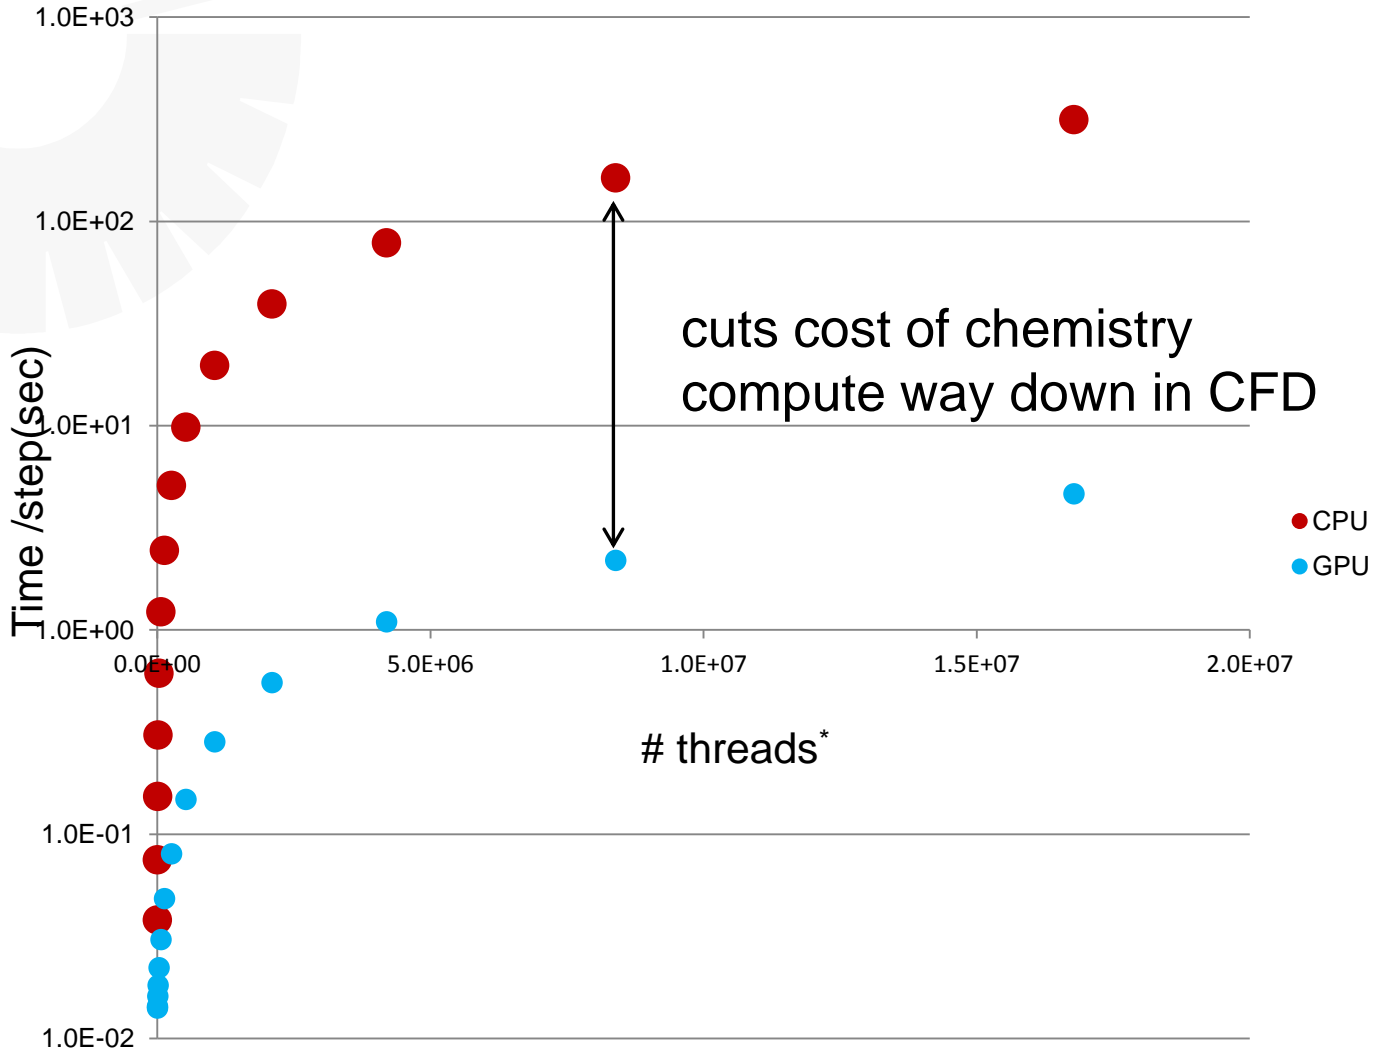 1.0E+03
1.0E+02
cuts cost of chemistry
compute way down in CFD
1.0E+01
Time /step(sec)
CPU
GPU
1.0E+00
0.0E+00 5.0E+06 1.0E+07 1.5E+07 2.0E+07
# threads*
1.0E-01
1.0E-02